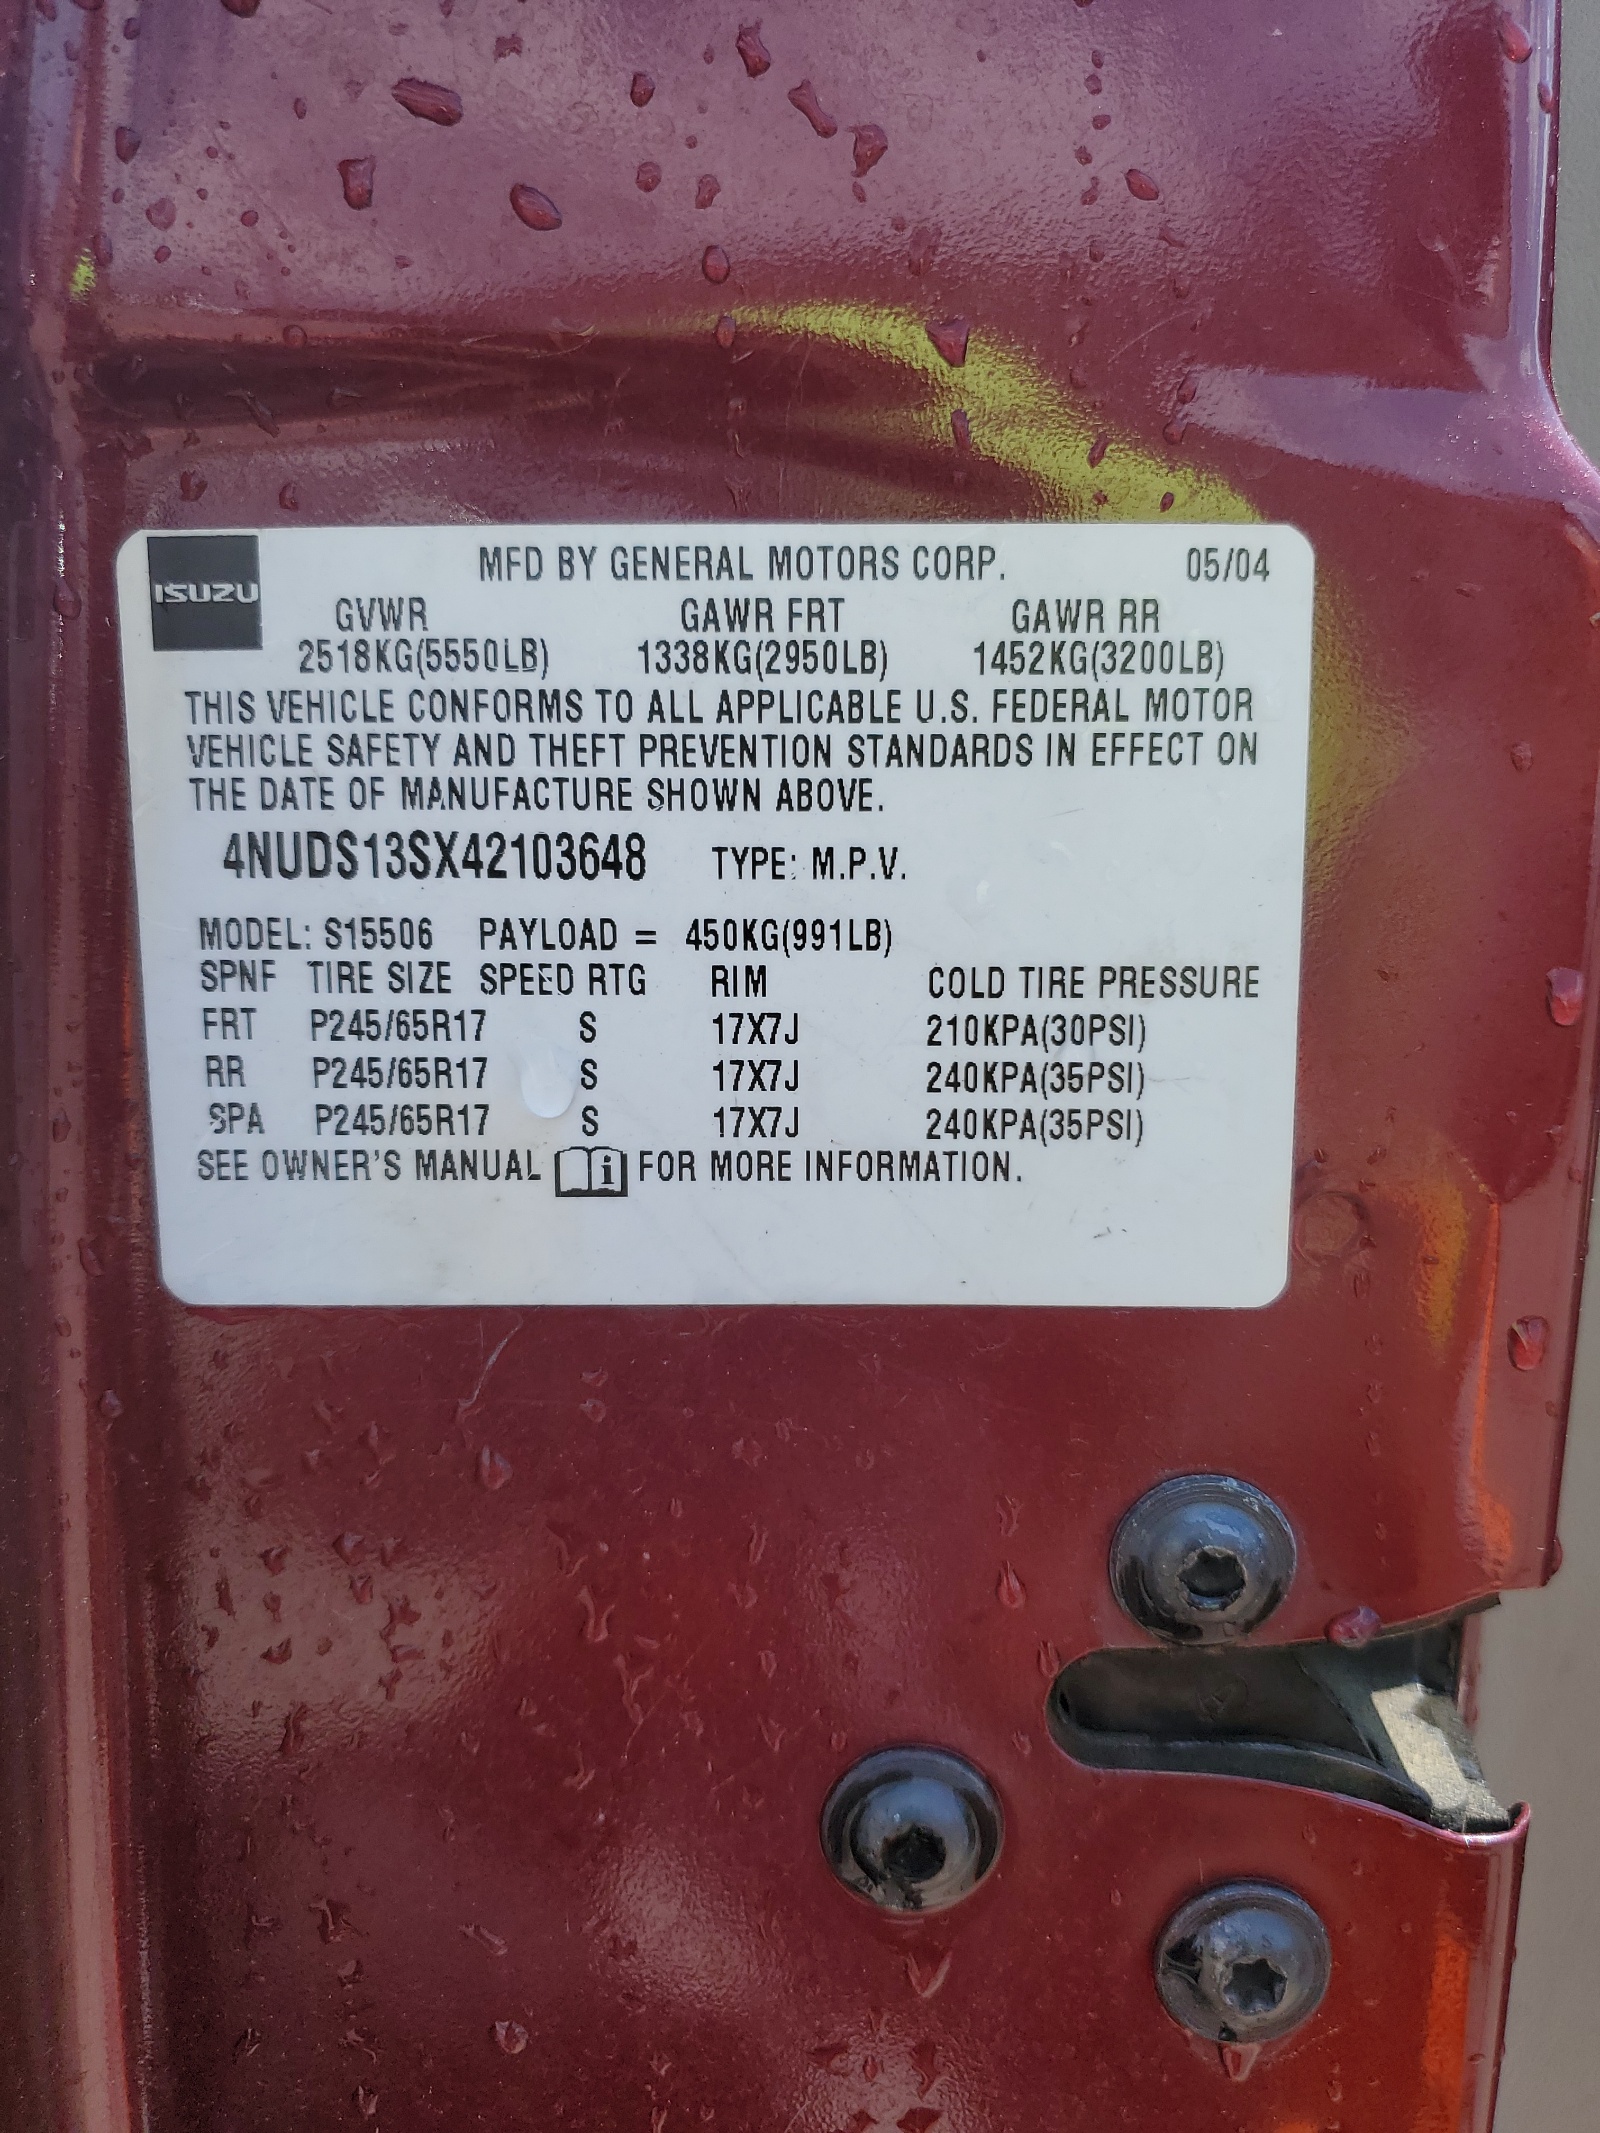 ISUZU
MFD BY GENERAL MOTORS CORP. 05/04
GVWR GAWR FRT GAWR RR
2518KG(5550LB) 1338KG(2950LB) 1452KG(3200LB)
THIS VEHICLE CONFORMS TO ALL APPLICABLE U.S. FEDERAL MOTOR
VEHICLE SAFETY AND THEFT PREVENTION STANDARDS IN EFFECT ON
THE DATE OF MANUFACTURE SHOWN ABOVE.
4NUDS13SX42103648 TYPE: M.P.V.
MODEL: S15506 PAYLOAD = 450KG(991LB)
SPNF TIRE SIZE SPEED RTG RIM COLD TIRE PRESSURE
FRT P245/65R17 S 17X7J 210KPA(30PSI)
RR P245/65R17 S 17X7J 240KPA(35PSI)
SPA P245/65R17 S 17X7J 240KPA(35PSI)
SEE OWNER'S MANUAL i FOR MORE INFORMATION.